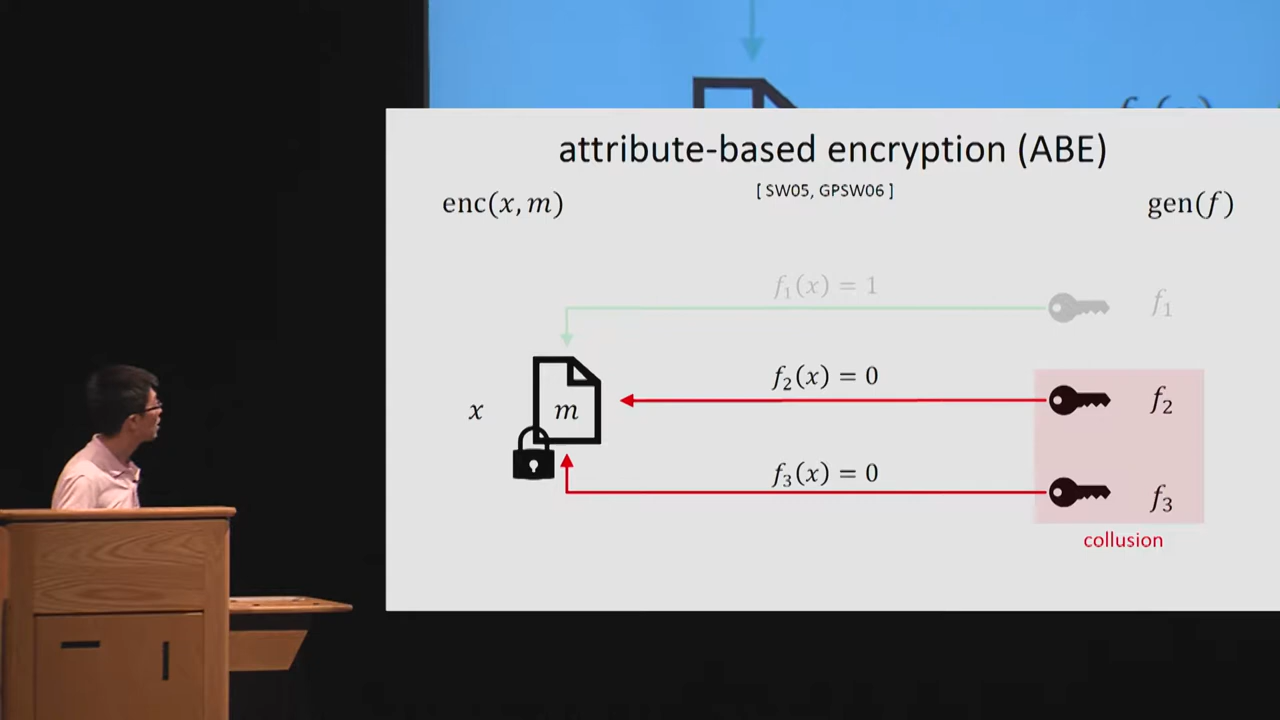 attribute-based encryption (ABE)
[ SW05, GPSW06 ]
enc(x, m)
gen(f)
f₁(x) = 1
f₁
f₂(x) = 0
x
m
f₂
f₃(x) = 0
f₃
collusion